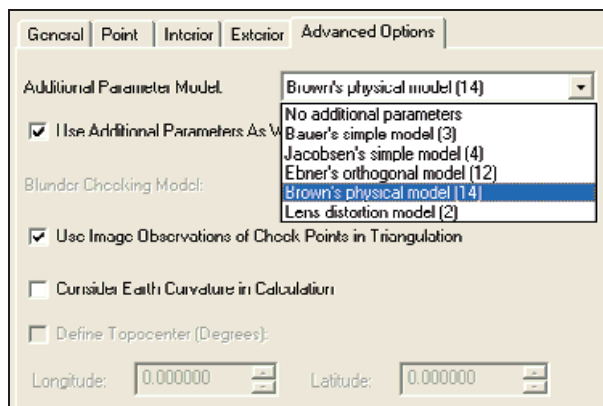 General Point Interior Exterior Advanced Options
Additional Parameter Model: Brown's physical model (14)
No additional parameters
Use Additional Parameters As
Bauer's simple model (3)
Jacobsen's simple model (4)
Ebner's orthogonal model (12)
Blunder Checking Model:
Brown's physical model (14)
Lens distortion model (2)
Use Image Observations of Check Points in Triangulation
Consider Earth Curvature in Calculation
Define Topocenter (Degrees):
Longitude: 0.000000 Latitude: 0.000000